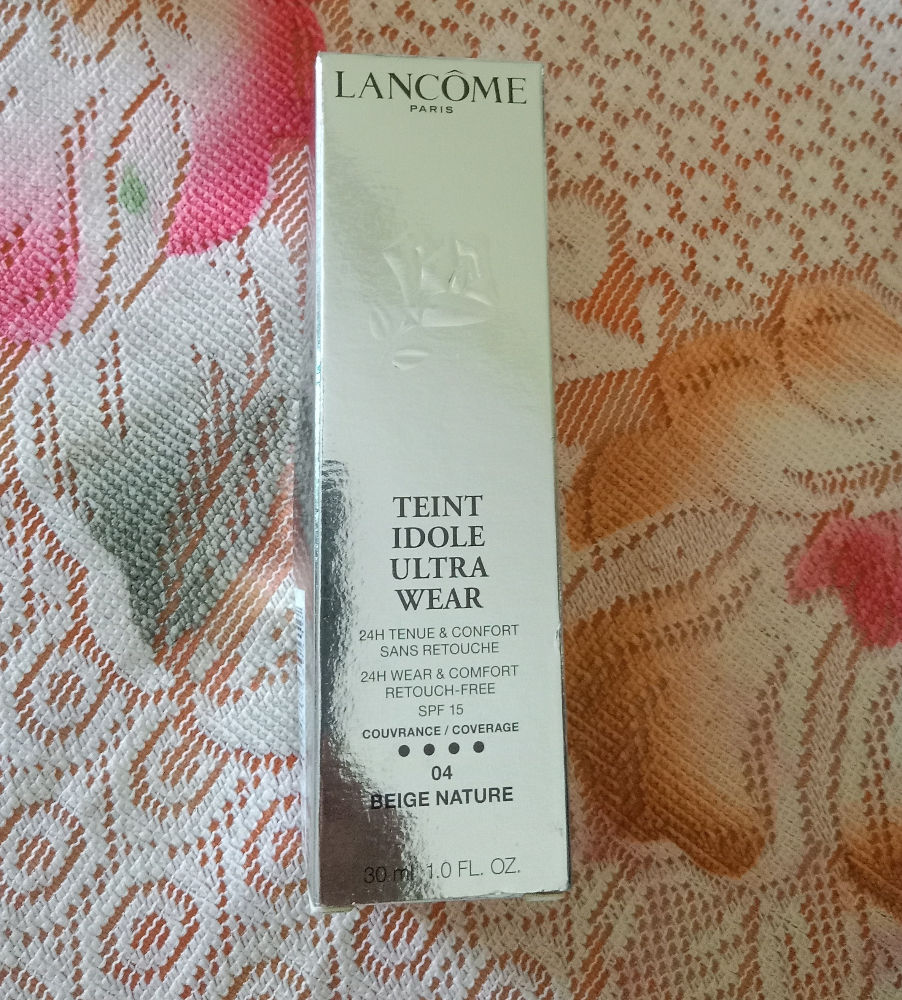 LANCÔME
PARIS
TEINT
IDOLE
ULTRA
WEAR
24H TENUE & CONFORT
SANS RETOUCHE
24H WEAR & COMFORT
RETOUCH-FREE
SPF 15
COUVRANCE / COVERAGE
04
BEIGE NATURE
30 ml 1.0 FL. OZ.